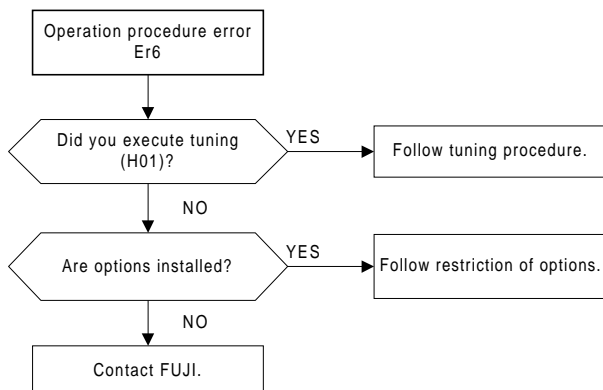 Operation procedure error
Er6
Did you execute tuning
(H01)?
YES
Follow tuning procedure.
NO
Are options installed?
YES
Follow restriction of options.
NO
Contact FUJI.